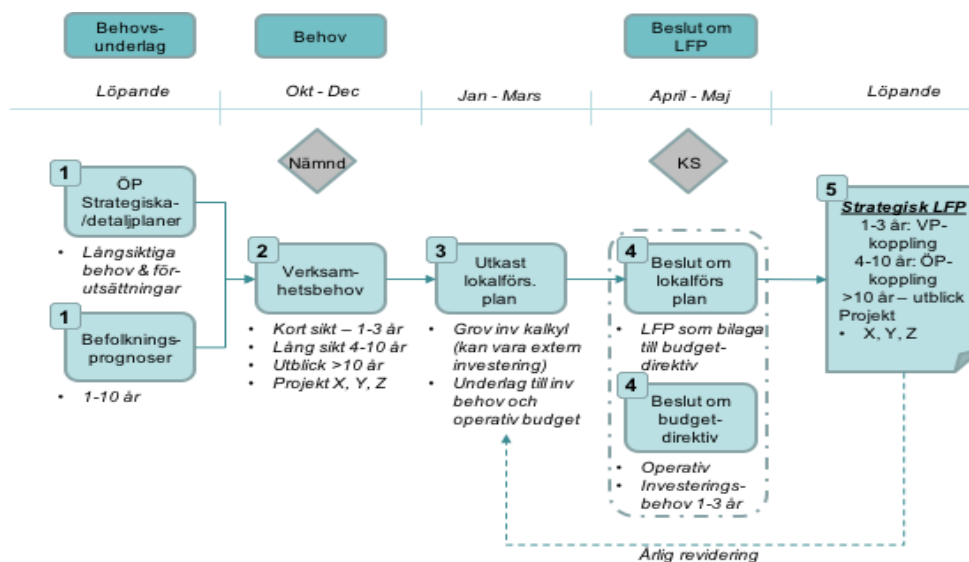 Behovs-
underlag
Behov
Beslut om
LFP
Löpande
Okt - Dec
Jan - Mars
April - Maj
Löpande
Nämnd
KS
1
ÖP
Strategiska-
/detaljplaner
• Långsiktiga
behov & för-
utsättningar
1
Befolknings-
prognoser
• 1-10 år
2
Verksam-
hetsbehov
• Kort sikt – 1-3 år
• Lång sikt 4-10 år
• Utblick >10 år
• Projekt X, Y, Z
3
Utkast
lokalförs.
plan
• Grov inv kalkyl
(kan vara extern
investering)
• Underlag till inv
behov och
operativ budget
4
Beslut om
lokalförs
plan
• LFP som bilaga
till budget-
direktiv
4
Beslut om
budget-
direktiv
• Operativ
• Investerings-
behov 1-3 år
5
Strategisk LFP
1-3 år: VP-
koppling
4-10 år: ÖP-
koppling
>10 år – utblick
Projekt
• X, Y, Z
Årlig revidering